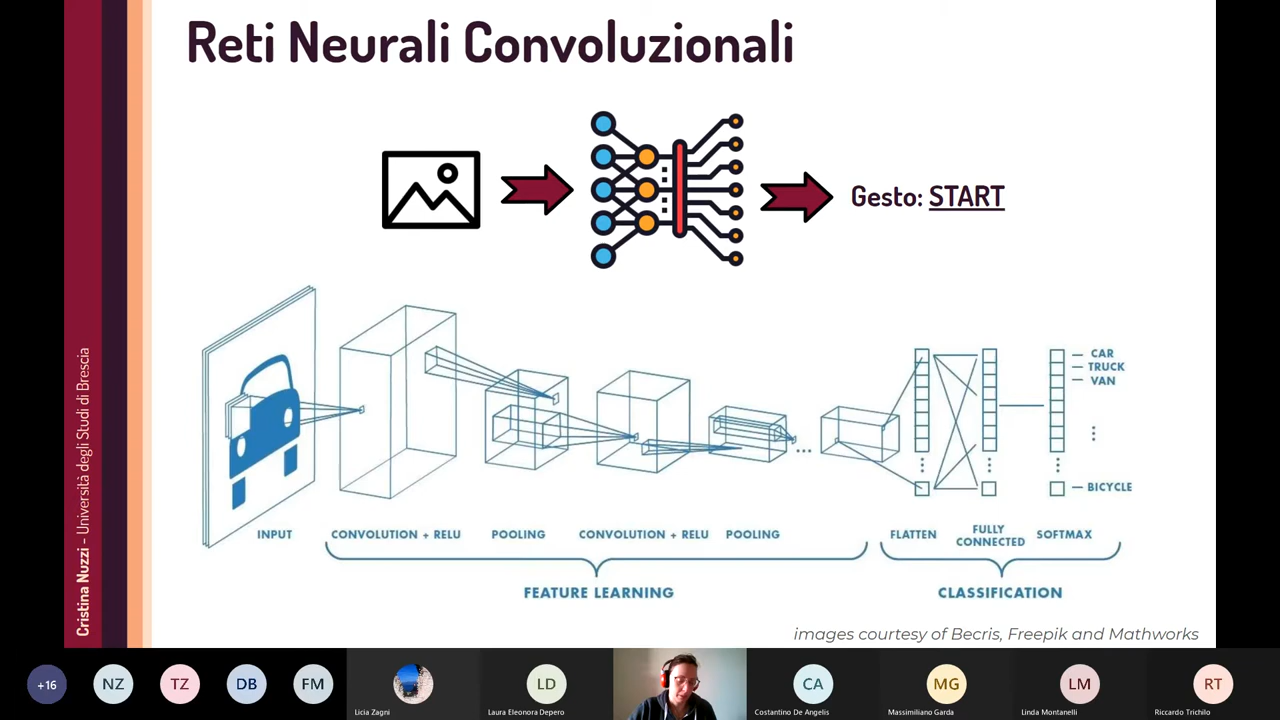 Reti Neurali Convoluzionali
Gesto: START
Cristina Nuzzi – Università degli Studi di Brescia
CAR
TRUCK
VAN
BICYCLE
INPUT
CONVOLUTION + RELU
POOLING
CONVOLUTION + RELU
POOLING
FLATTEN
FULLY
CONNECTED
SOFTMAX
FEATURE LEARNING
CLASSIFICATION
images courtesy of Becris, Freepik and Mathworks
+16
NZ
TZ
DB
FM
Licia Zagni
LD
Laura Eleonora Depero
CA
Costantino De Angelis
MG
Massimiliano Garda
LM
Linda Montanelli
RT
Riccardo Trichilo